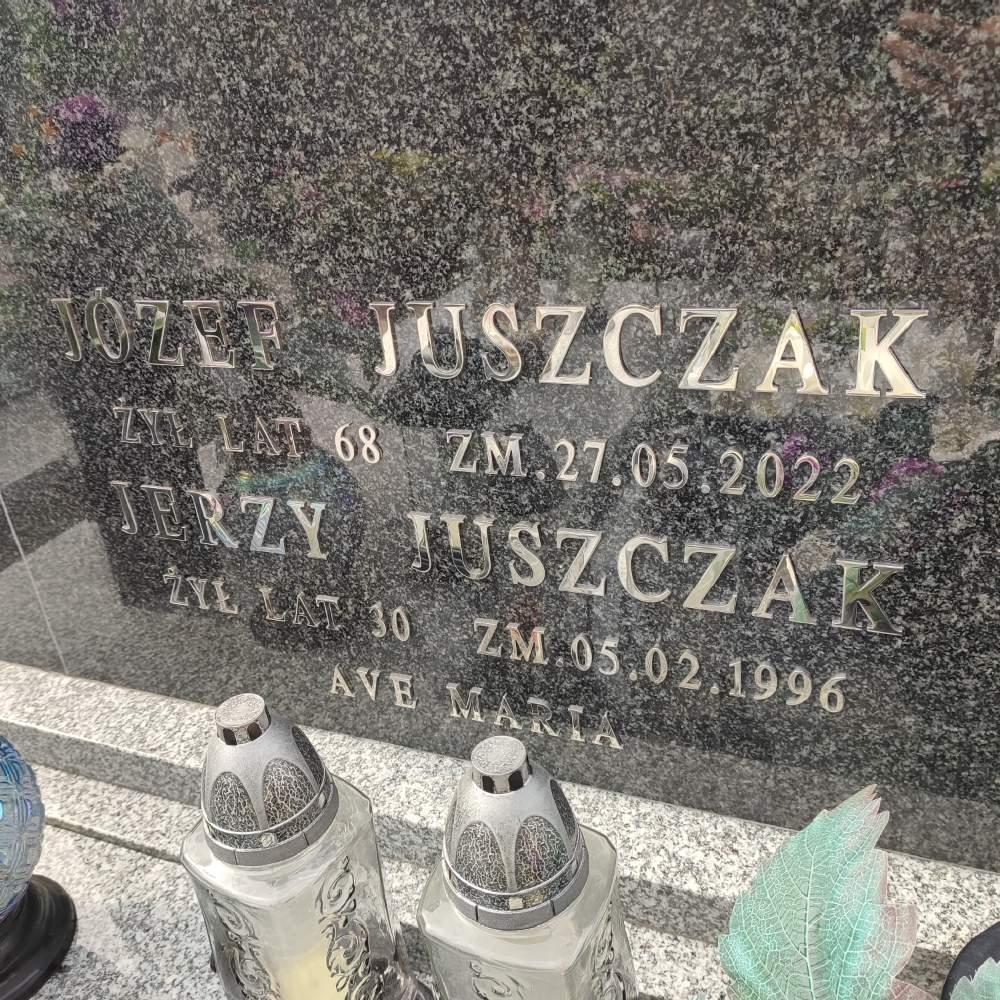 JÓZEF JUSZCZAK
ŻYŁ LAT 68 ZM.27.05.2022
JERZY JUSZCZAK
ŻYŁ LAT 30 ZM.05.02.1996
AVE MARIA